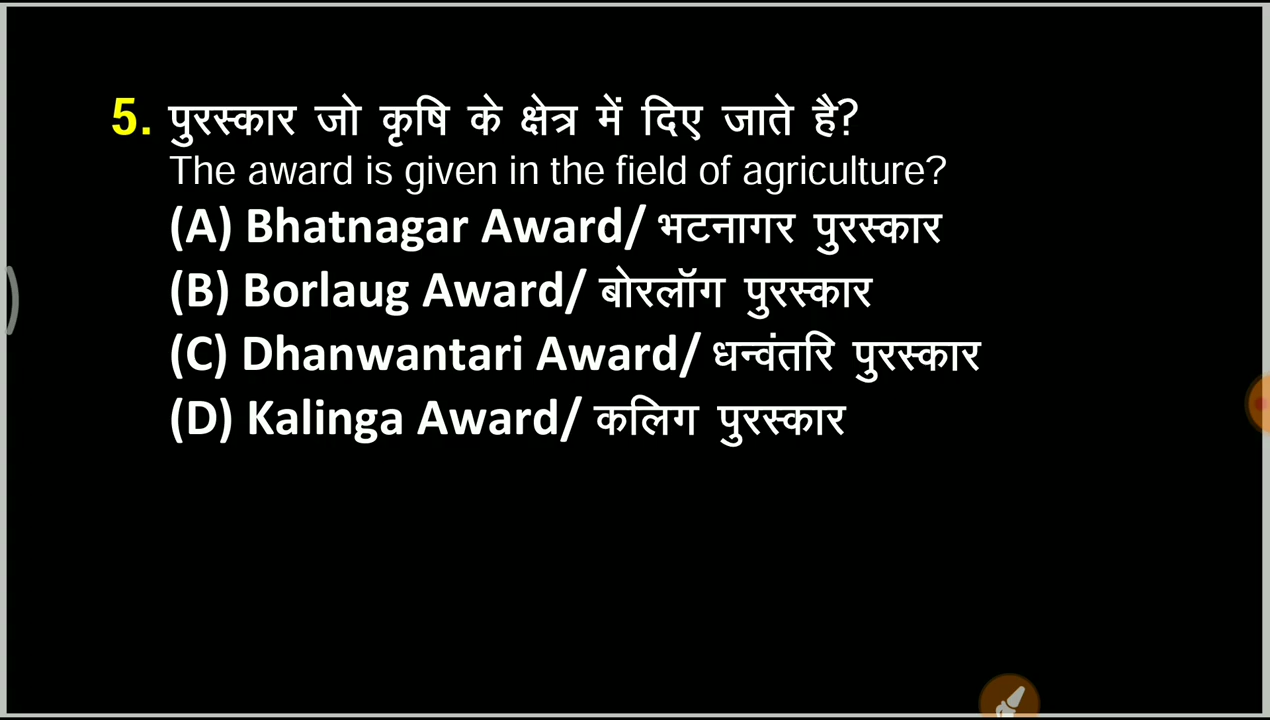 5. पुरस्कार जो कृषि के क्षेत्र में दिए जाते है?
The award is given in the field of agriculture?
(A) Bhatnagar Award/ भटनागर पुरस्कार
(B) Borlaug Award/ बोरलॉग पुरस्कार
(C) Dhanwantari Award/ धन्वंतरि पुरस्कार
(D) Kalinga Award/ कलिग पुरस्कार